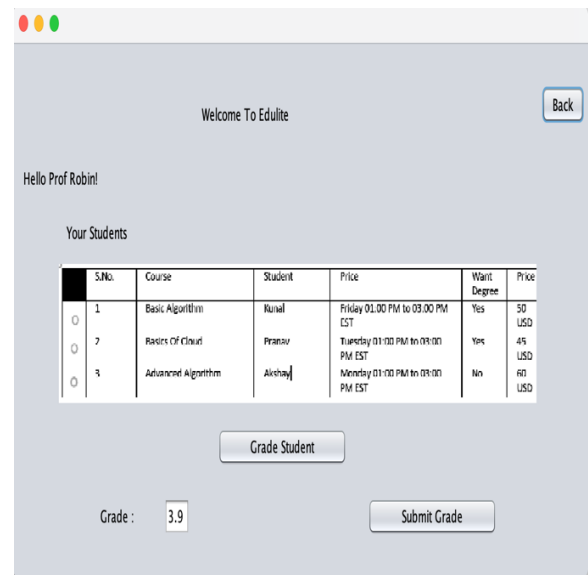 Back
Welcome To Edulite
Hello Prof Robin!
Your Students
S.No. Course Student Price Want Degree Price
1 Basic Algorithm Kunal Friday 01:00 PM to 03:00 PM EST Yes 50 USD
2 Basics Of Cloud Pranav Tuesday 01:00 PM to 03:00 PM EST Yes 45 USD
3 Advanced Algorithm Akshay Monday 01:00 PM to 03:00 PM EST No 60 USD
Grade Student
Grade : 3.9 Submit Grade